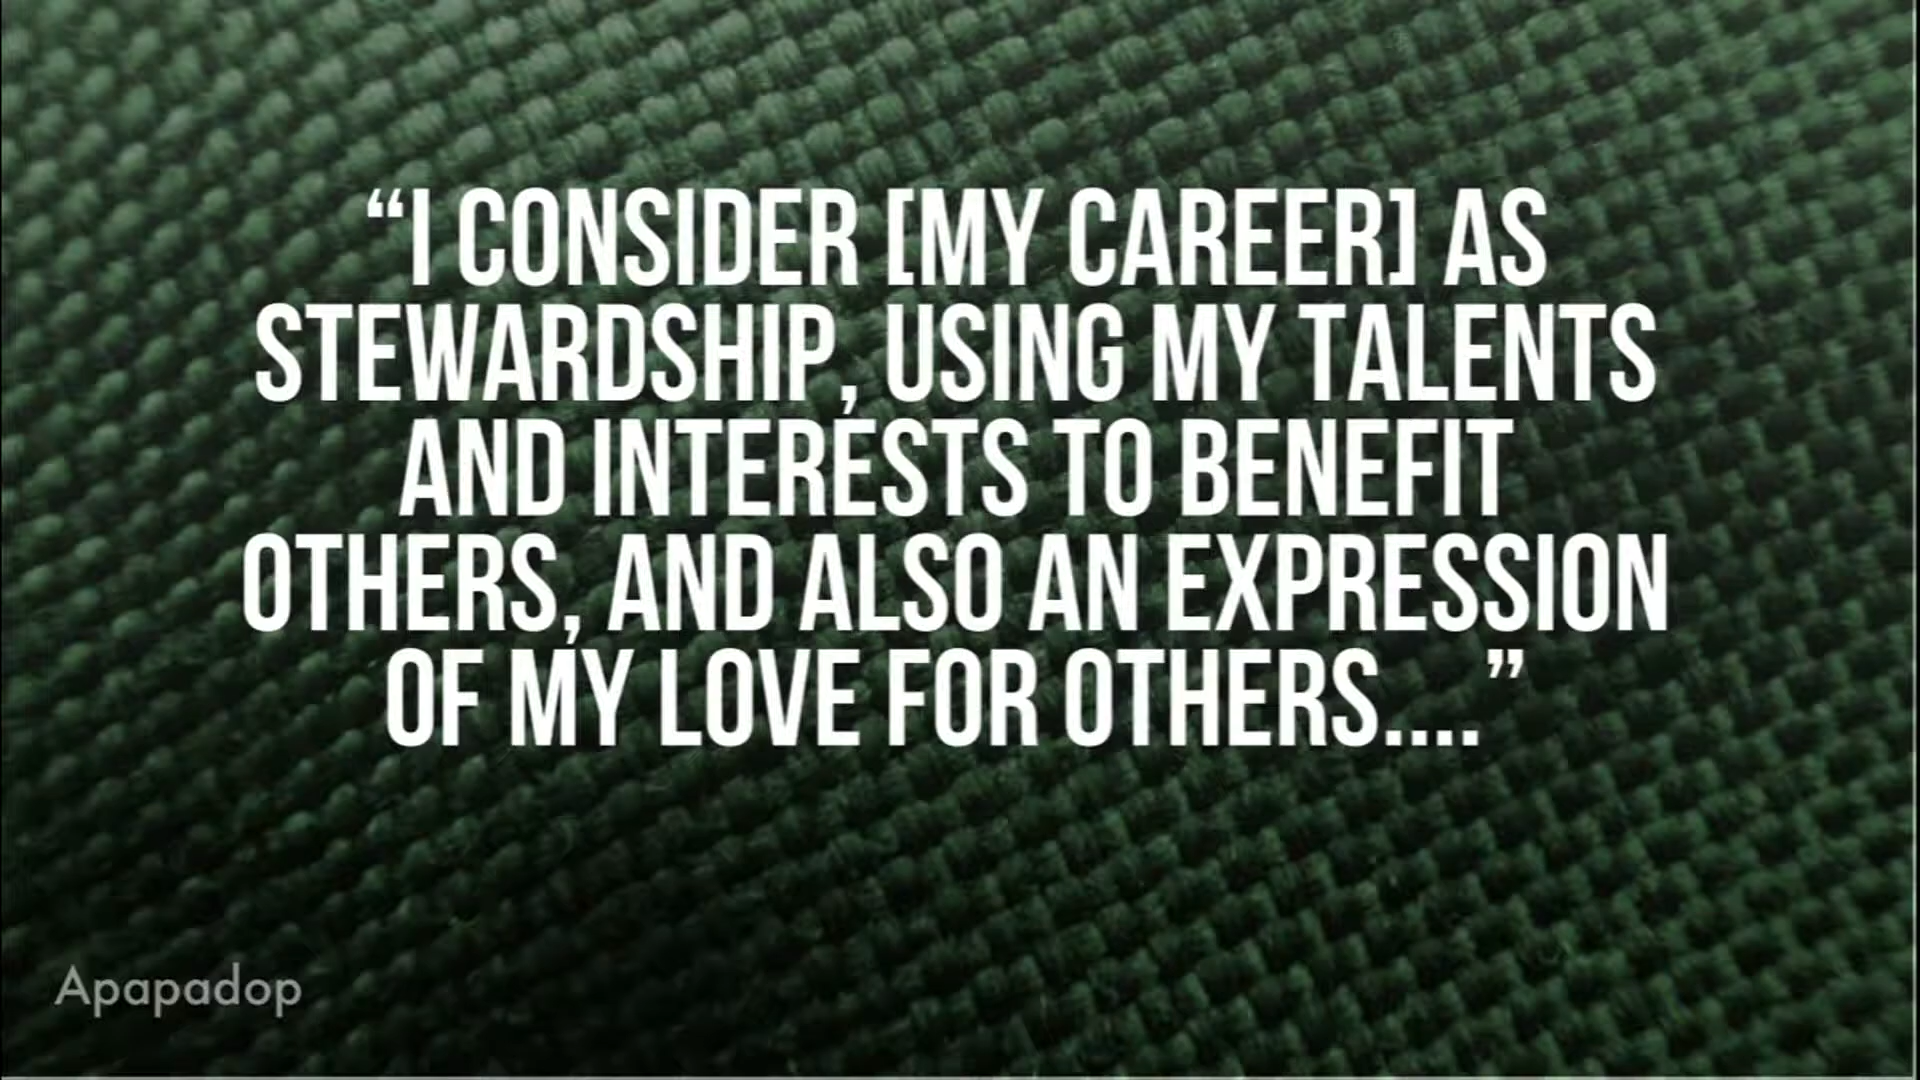 “I CONSIDER [MY CAREER] AS
STEWARDSHIP, USING MY TALENTS
AND INTERESTS TO BENEFIT
OTHERS, AND ALSO AN EXPRESSION
OF MY LOVE FOR OTHERS....”
Apapadop